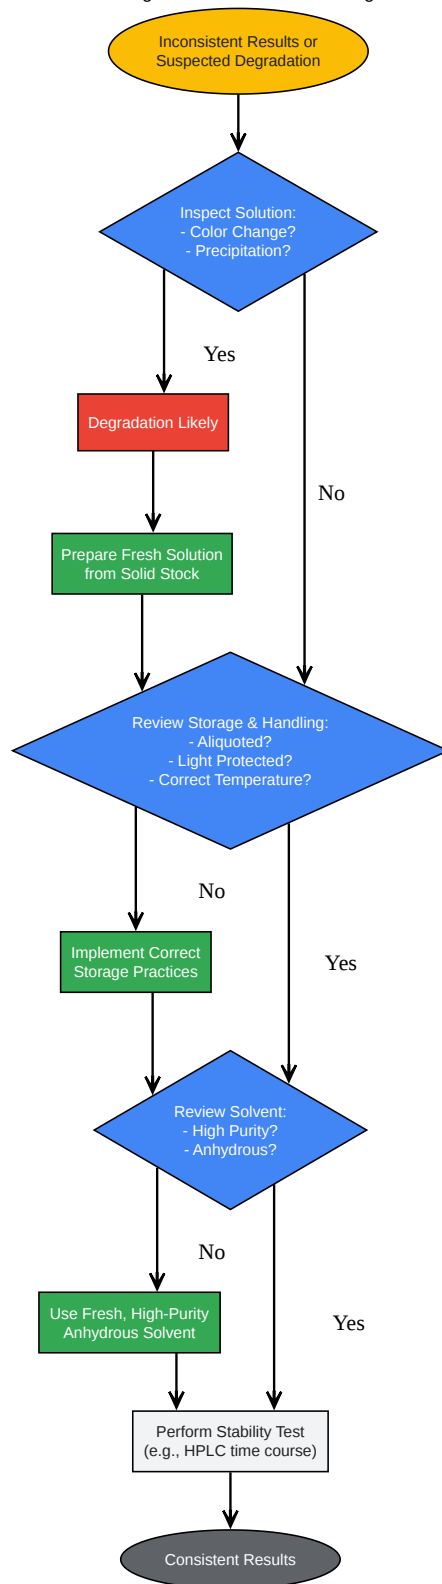 Inconsistent Results or
Suspected Degradation
Inspect Solution:
- Color Change?
- Precipitation?
Yes
Degradation Likely
No
Prepare Fresh Solution
from Solid Stock
Review Storage & Handling:
- Aliquoted?
- Light Protected?
- Correct Temperature?
No
Implement Correct
Storage Practices
Yes
Review Solvent:
- High Purity?
- Anhydrous?
No
Use Fresh, High-Purity
Anhydrous Solvent
Yes
Perform Stability Test
(e.g., HPLC time course)
Consistent Results